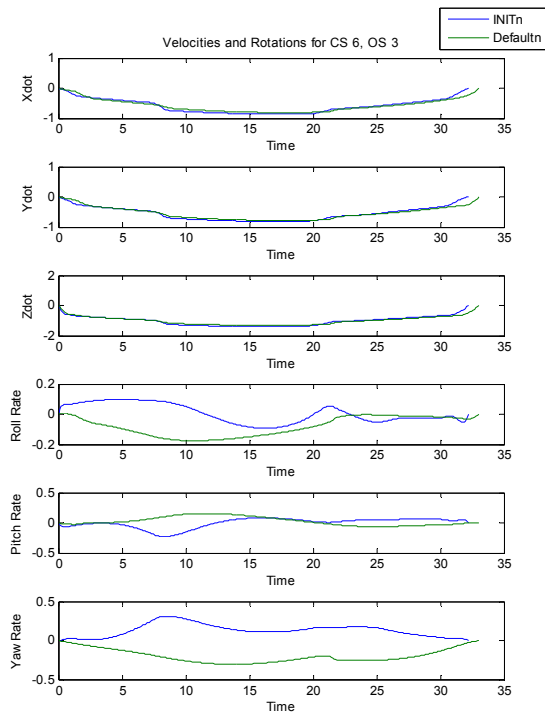 INITn
Defaultn
Velocities and Rotations for CS 6, OS 3
1
0
-1
Xdot
0 5 10 15 20 25 30 35
Time
1
0
-1
Ydot
0 5 10 15 20 25 30 35
Time
2
0
-2
Zdot
0 5 10 15 20 25 30 35
Time
0.2
0
-0.2
Roll Rate
0 5 10 15 20 25 30 35
Time
0.5
0
-0.5
Pitch Rate
0 5 10 15 20 25 30 35
Time
0.5
0
-0.5
Yaw Rate
0 5 10 15 20 25 30 35
Time